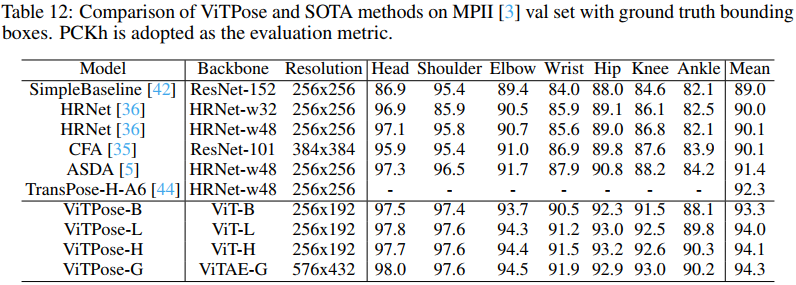 Table 12: Comparison of ViTPose and SOTA methods on MPII [3] val set with ground truth bounding
boxes. PCKh is adopted as the evaluation metric.
Model Backbone Resolution Head Shoulder Elbow Wrist Hip Knee Ankle Mean
SimpleBaseline [42] ResNet-152 256x256 86.9 95.4 89.4 84.0 88.0 84.6 82.1 89.0
HRNet [36] HRNet-w32 256x256 96.9 85.9 90.5 85.9 89.1 86.1 82.5 90.0
HRNet [36] HRNet-w48 256x256 97.1 95.8 90.7 85.6 89.0 86.8 82.1 90.1
CFA [35] ResNet-101 384x384 95.9 95.4 91.0 86.9 89.8 87.6 83.9 90.1
ASDA [5] HRNet-w48 256x256 97.3 96.5 91.7 87.9 90.8 88.2 84.2 91.4
TransPose-H-A6 [44] HRNet-w48 256x256 - - - - - - - 92.3
ViTPose-B ViT-B 256x192 97.5 97.4 93.7 90.5 92.3 91.5 88.1 93.3
ViTPose-L ViT-L 256x192 97.8 97.6 94.3 91.2 93.0 92.5 89.8 94.0
ViTPose-H ViT-H 256x192 97.7 97.6 94.4 91.5 93.2 92.6 90.3 94.1
ViTPose-G ViTAE-G 576x432 98.0 97.6 94.5 91.9 92.9 93.0 90.2 94.3